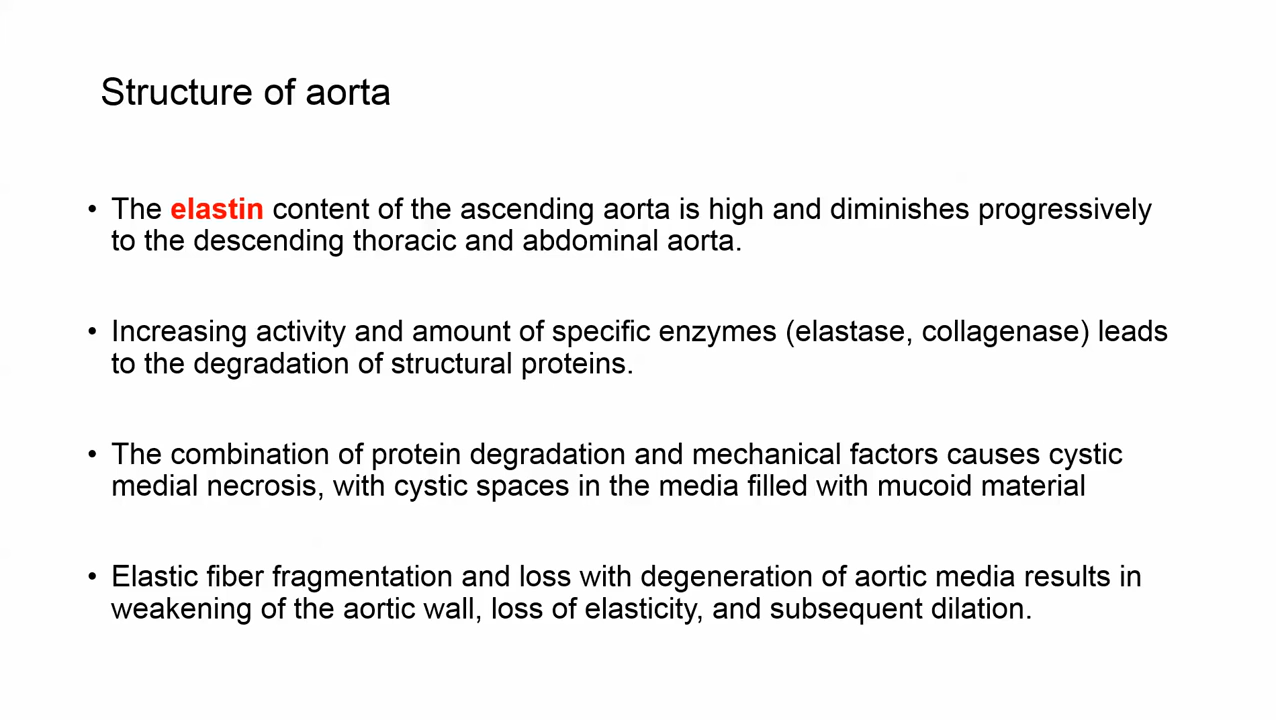 Structure of aorta
• The elastin content of the ascending aorta is high and diminishes progressively
to the descending thoracic and abdominal aorta.
• Increasing activity and amount of specific enzymes (elastase, collagenase) leads
to the degradation of structural proteins.
• The combination of protein degradation and mechanical factors causes cystic
medial necrosis, with cystic spaces in the media filled with mucoid material
• Elastic fiber fragmentation and loss with degeneration of aortic media results in
weakening of the aortic wall, loss of elasticity, and subsequent dilation.